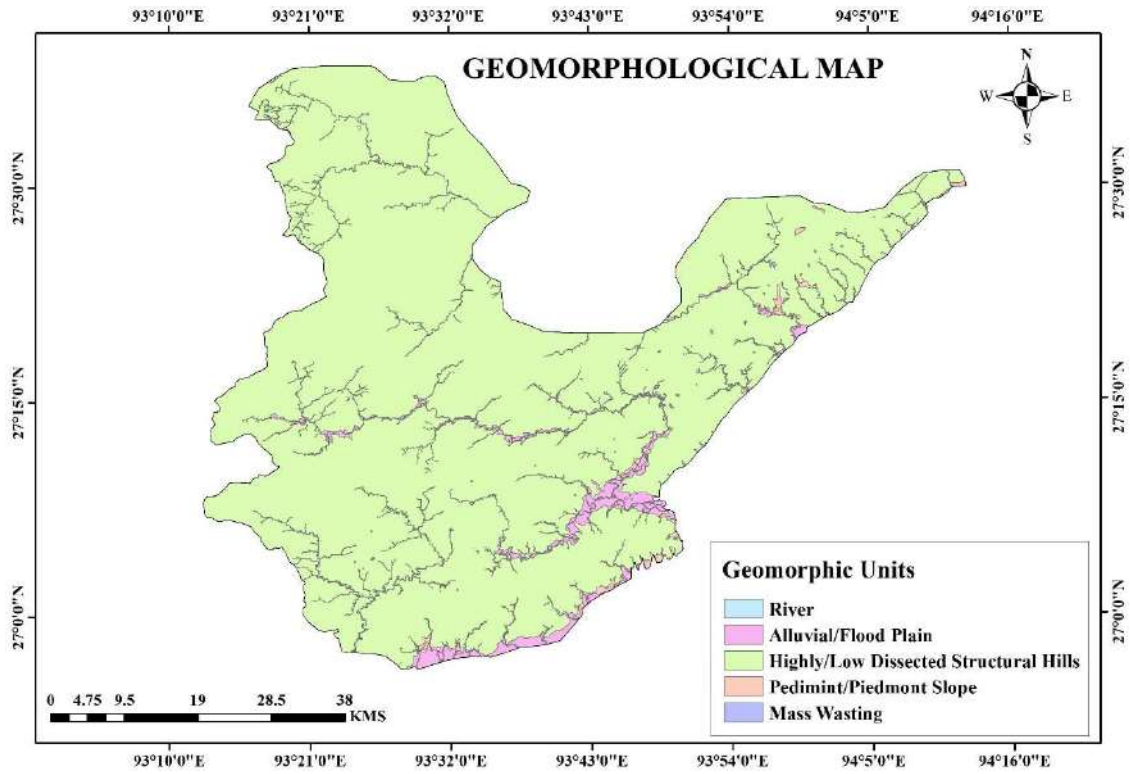 93°10'0"E 93°21'0"E 93°32'0"E 93°43'0"E 93°54'0"E 94°5'0"E 94°16'0"E
GEOMORPHOLOGICAL MAP
N
W E
S
27°30'0"N 27°30'0"N
27°15'0"N 27°15'0"N
27°0'0"N 27°0'0"N
Geomorphic Units
River
Alluvial/Flood Plain
Highly/Low Dissected Structural Hills
Pedimint/Piedmont Slope
Mass Wasting
0 4.75 9.5 19 28.5 38
KMS
93°10'0"E 93°21'0"E 93°32'0"E 93°43'0"E 93°54'0"E 94°5'0"E 94°16'0"E